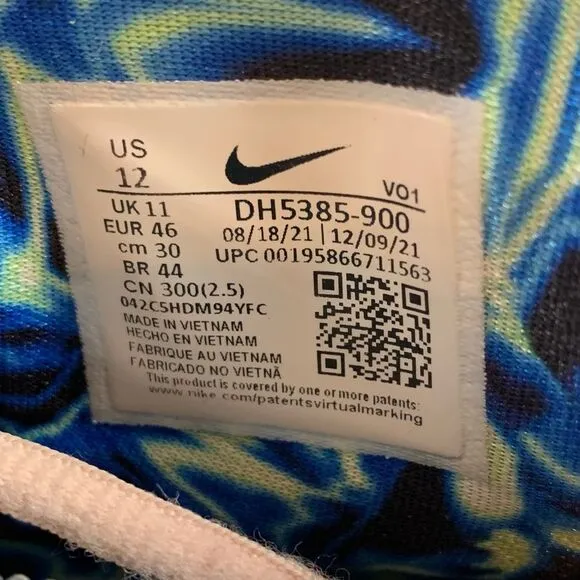 US
12
VO1
UK 11
DH5385-900
EUR 46
08/18/21 | 12/09/21
cm 30
UPC 00195866711563
BR 44
CN 300(2.5)
042C5HDM94YFC
MADE IN VIETNAM
HECHO EN VIETNAM
FABRIQUE AU VIETNAM
FABRICADO NO VIETNÃ
This product is covered by one or more patents:
www.nike.com/patentsvirtualmarking